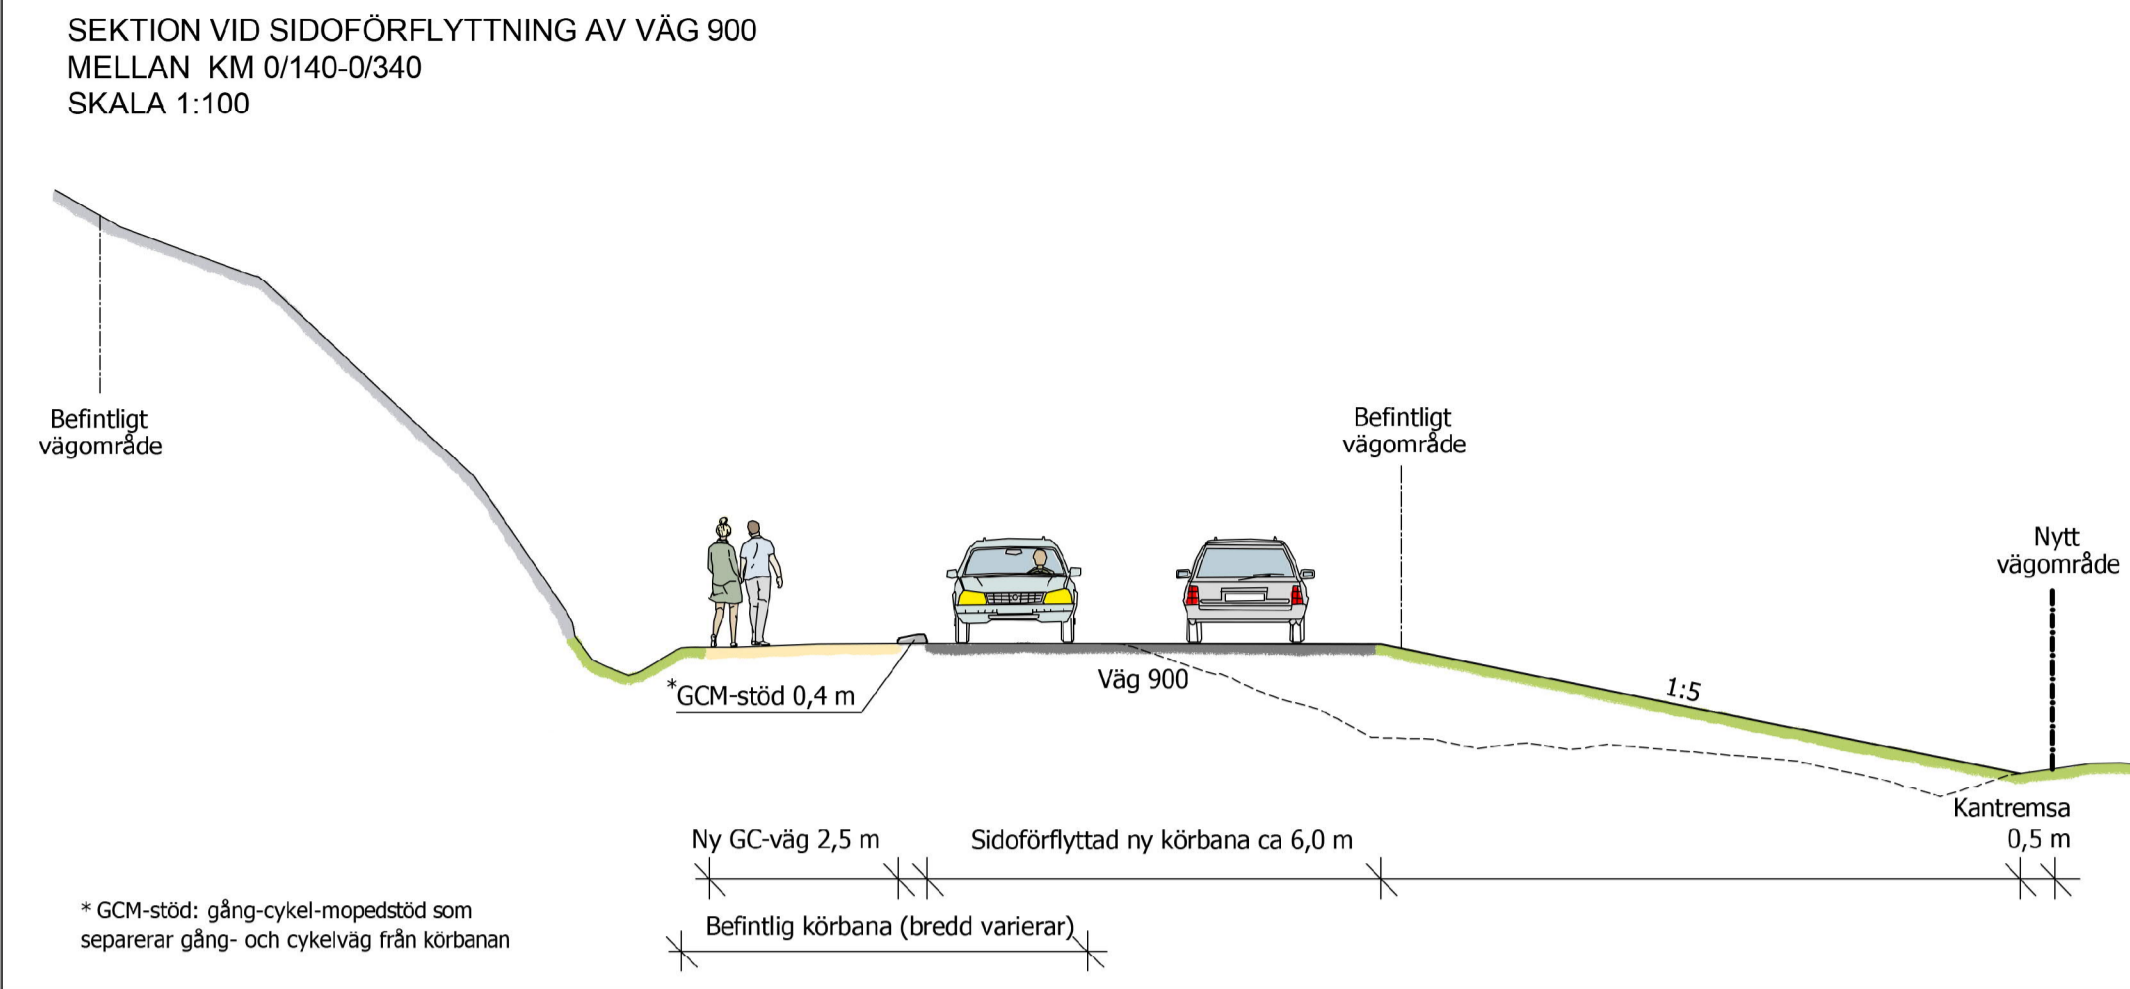 SEKTION VID SIDOFÖRFLYTTNING AV VÄG 900
MELLAN KM 0/140-0/340
SKALA 1:100
Befintligt
vägområde
Befintligt
vägområde
Nytt
vägområde
*GCM-stöd 0,4 m
Väg 900
1:5
Kantremsa
0,5 m
Ny GC-väg 2,5 m
Sidoförflyttad ny körbana ca 6,0 m
Befintlig körbana (bredd varierar)
* GCM-stöd: gång-cykel-mopedstöd som
separerar gång- och cykelväg från körbanan